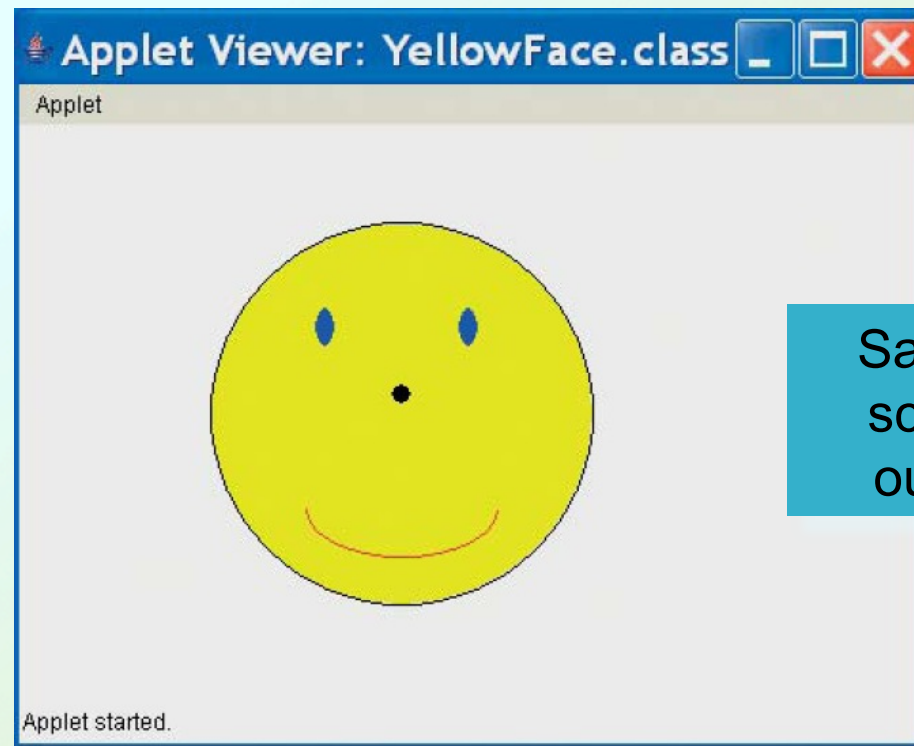 Applet Viewer: YellowFace.class
Applet
Sa
sc
ou
Applet started.